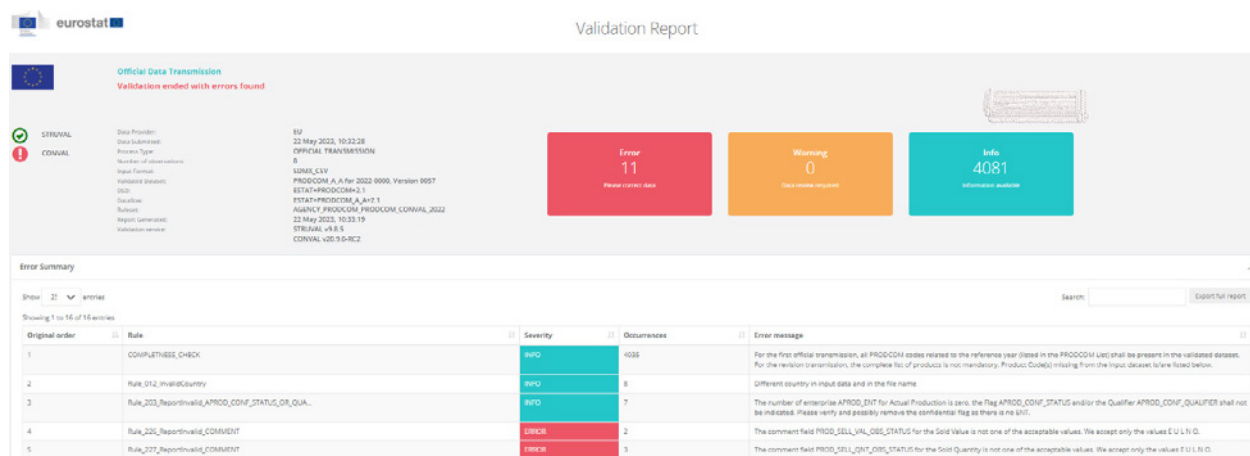 eurostat
Validation Report
Official Data Transmission
Validation ended with errors found
STRUVAL
CONVAL
Data Provider: EU
Data Submitted: 22 May 2023, 10:32:28
Process Type: OFFICIAL TRANSMISSION
Number of observations: 8
Input Format: SDMX_CSV
Validated Dataset: PRODCOM_A_A for 2022-0000, Version 0057
DSD: ESTAT+PRODCOM+2.1
Dataflow: ESTAT+PRODCOM_A_A+2.1
Ruleset: AGENCY_PRODCOM_PRODCOM_CONVAL_2022
Report Generated: 22 May 2023, 10:33:19
Validation service: STRUVAL v9.8.5
CONVAL v20.9.0-RC2
Error
11
Please correct data
Warning
0
Data review required
Info
4081
Information available
Error Summary
Show entries
Search: Export full report
Showing 1 to 16 of 16 entries
Original order Rule Severity Occurrences Error message
1 COMPLETNESS_CHECK INFO For the first official transmission, all PRODCOM codes related to the reference year (listed in the PRODCOM List) shall be present in the validated dataset.
For the revision transmission, the complete list of products is not mandatory. Product Code(s) missing from the input dataset is/are listed below.
2 Rule_012_InvalidCountry INFO 8 Different country in input data and in the file name
3 Rule_203_ReportInvalid_APROD_CONF_STATUS_OR_QUA... INFO 7 The number of enterprise APROD_ENT for Actual Production is zero, the Flag APROD_CONF_STATUS and/or the Qualifier APROD_CONF_QUALIFIER shall not
be indicated. Please verify and possibly remove the confidential flag as there is no ENT.
4 Rule_226_ReportInvalid_COMMENT ERROR 2 The comment field PROD_SELL_VAL_OBS_STATUS for the Sold Value is not one of the acceptable values. We accept only the values E U L N O.
5 Rule_227_ReportInvalid_COMMENT ERROR 3 The comment field PROD_SELL_QNT_OBS_STATUS for the Sold Quantity is not one of the acceptable values. We accept only the values E U L N O.